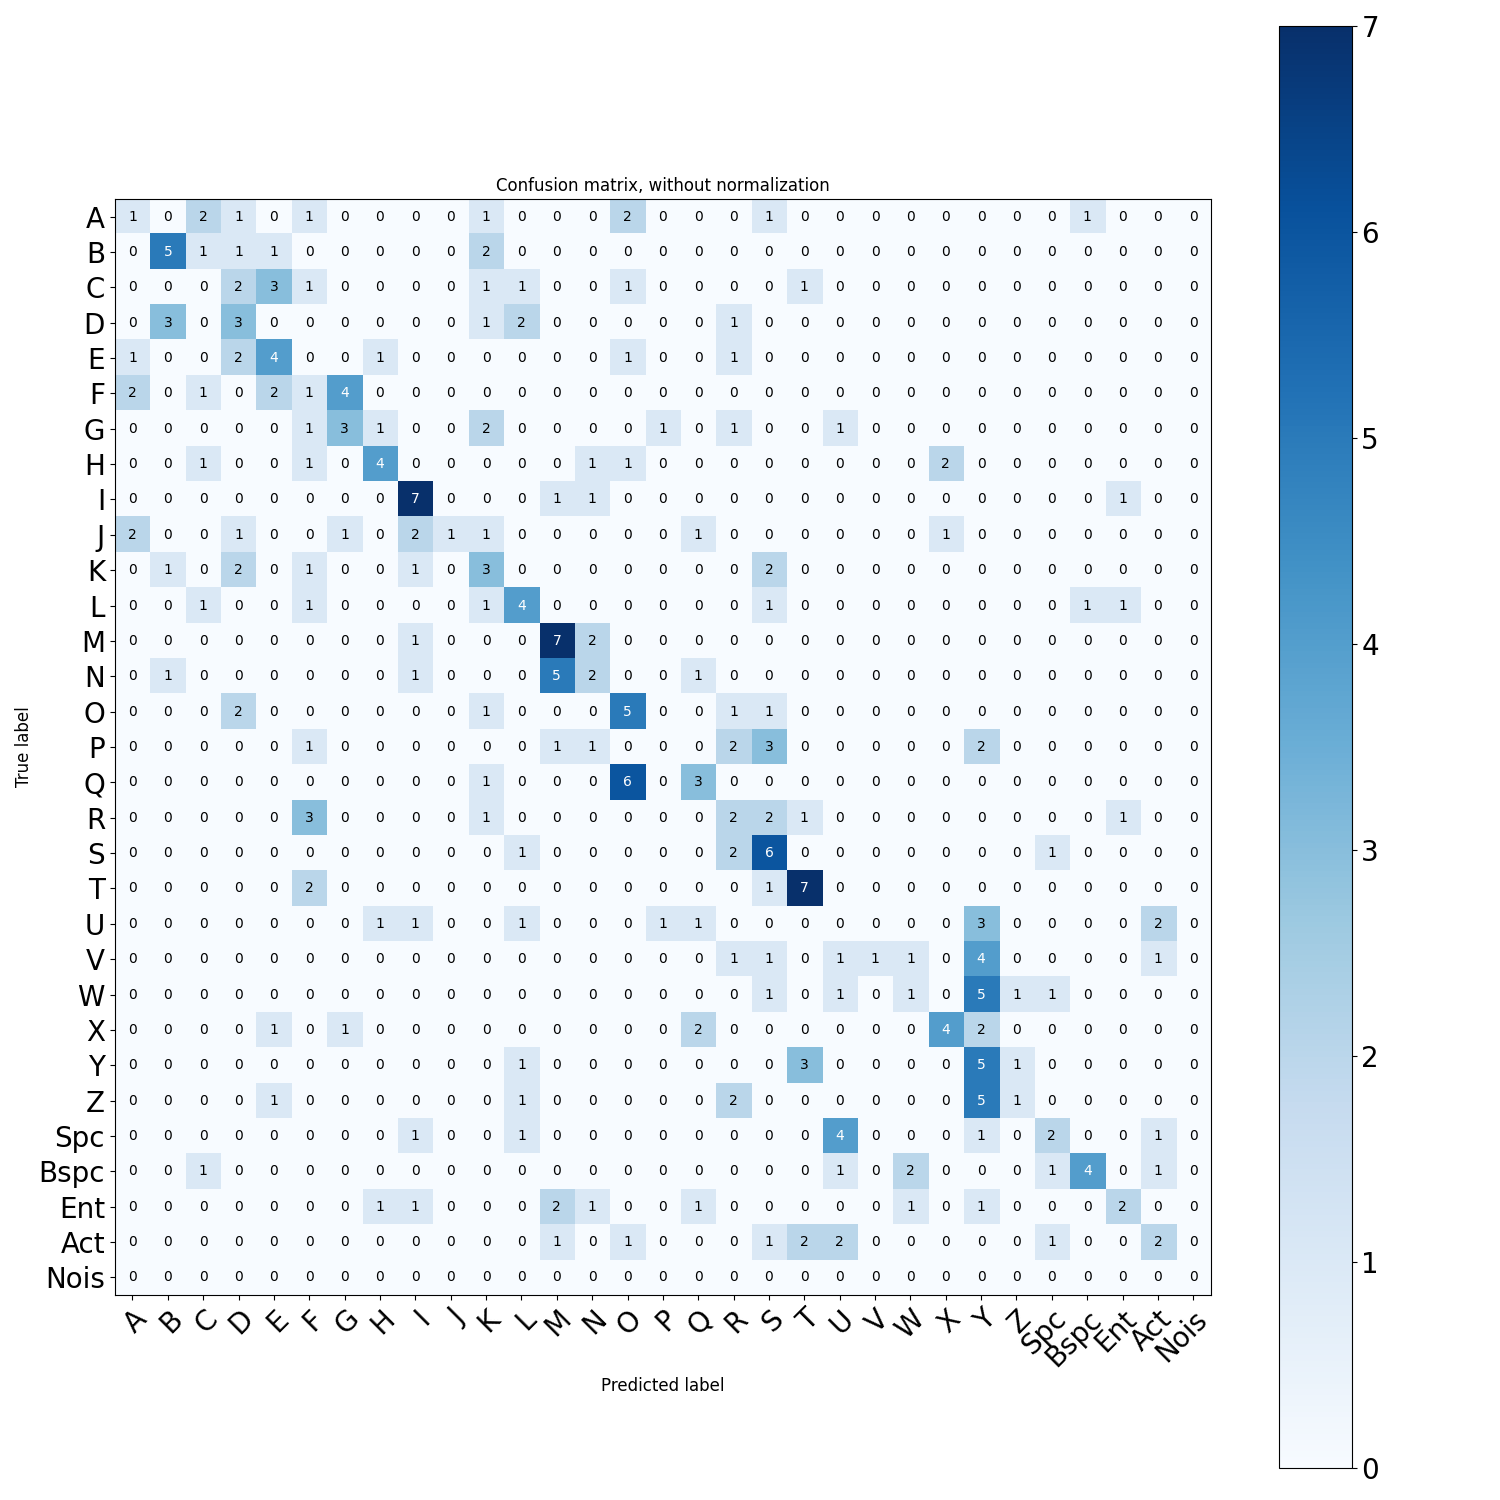 Confusion matrix, without normalization
A 1 0 2 1 0 1 0 0 0 0 1 0 0 0 2 0 0 0 1 0 0 0 0 0 0 0 0 1 0 0 0
B 0 5 1 1 1 0 0 0 0 0 2 0 0 0 0 0 0 0 0 0 0 0 0 0 0 0 0 0 0 0 0
C 0 0 0 2 3 1 0 0 0 0 1 1 0 0 1 0 0 0 0 1 0 0 0 0 0 0 0 0 0 0 0
D 0 3 0 3 0 0 0 0 0 0 1 2 0 0 0 0 0 1 0 0 0 0 0 0 0 0 0 0 0 0 0
E 1 0 0 2 4 0 0 1 0 0 0 0 0 0 1 0 0 1 0 0 0 0 0 0 0 0 0 0 0 0 0
F 2 0 1 0 2 1 4 0 0 0 0 0 0 0 0 0 0 0 0 0 0 0 0 0 0 0 0 0 0 0 0
G 0 0 0 0 0 1 3 1 0 0 2 0 0 0 0 1 0 1 0 0 1 0 0 0 0 0 0 0 0 0 0
H 0 0 1 0 0 1 0 4 0 0 0 0 0 1 1 0 0 0 0 0 0 0 0 2 0 0 0 0 0 0 0
I 0 0 0 0 0 0 0 0 7 0 0 0 1 1 0 0 0 0 0 0 0 0 0 0 0 0 0 0 1 0 0
J 2 0 0 1 0 0 1 0 2 1 1 0 0 0 0 0 1 0 0 0 0 0 0 1 0 0 0 0 0 0 0
K 0 1 0 2 0 1 0 0 1 0 3 0 0 0 0 0 0 0 2 0 0 0 0 0 0 0 0 0 0 0 0
L 0 0 1 0 0 1 0 0 0 0 1 4 0 0 0 0 0 0 1 0 0 0 0 0 0 0 0 1 1 0 0
M 0 0 0 0 0 0 0 0 1 0 0 0 7 2 0 0 0 0 0 0 0 0 0 0 0 0 0 0 0 0 0
N 0 1 0 0 0 0 0 0 1 0 0 0 5 2 0 0 1 0 0 0 0 0 0 0 0 0 0 0 0 0 0
O 0 0 0 2 0 0 0 0 0 0 1 0 0 0 5 0 0 1 1 0 0 0 0 0 0 0 0 0 0 0 0
P 0 0 0 0 0 1 0 0 0 0 0 0 1 1 0 0 0 2 3 0 0 0 0 0 2 0 0 0 0 0 0
Q 0 0 0 0 0 0 0 0 0 0 1 0 0 0 6 0 3 0 0 0 0 0 0 0 0 0 0 0 0 0 0
R 0 0 0 0 0 3 0 0 0 0 1 0 0 0 0 0 0 2 2 1 0 0 0 0 0 0 0 0 1 0 0
S 0 0 0 0 0 0 0 0 0 0 0 1 0 0 0 0 0 2 6 0 0 0 0 0 0 0 1 0 0 0 0
T 0 0 0 0 0 2 0 0 0 0 0 0 0 0 0 0 0 0 1 7 0 0 0 0 0 0 0 0 0 0 0
U 0 0 0 0 0 0 0 1 1 0 0 1 0 0 0 1 1 0 0 0 0 0 0 0 3 0 0 0 0 2 0
V 0 0 0 0 0 0 0 0 0 0 0 0 0 0 0 0 0 1 1 0 1 1 1 0 4 0 0 0 0 1 0
W 0 0 0 0 0 0 0 0 0 0 0 0 0 0 0 0 0 0 1 0 1 0 1 0 5 1 1 0 0 0 0
X 0 0 0 0 1 0 1 0 0 0 0 0 0 0 0 0 2 0 0 0 0 0 0 4 2 0 0 0 0 0 0
Y 0 0 0 0 0 0 0 0 0 0 0 1 0 0 0 0 0 0 0 3 0 0 0 0 5 1 0 0 0 0 0
Z 0 0 0 0 1 0 0 0 0 0 0 1 0 0 0 0 0 2 0 0 0 0 0 0 5 1 0 0 0 0 0
Spc 0 0 0 0 0 0 0 0 1 0 0 1 0 0 0 0 0 0 0 0 4 0 0 0 1 0 2 0 0 1 0
Bspc 0 0 1 0 0 0 0 0 0 0 0 0 0 0 0 0 0 0 0 0 1 0 2 0 0 0 1 4 0 1 0
Ent 0 0 0 0 0 0 0 1 1 0 0 0 2 1 0 0 1 0 0 0 0 0 1 0 1 0 0 0 2 0 0
Act 0 0 0 0 0 0 0 0 0 0 0 0 1 0 1 0 0 0 1 2 2 0 0 0 0 0 1 0 0 2 0
Nois 0 0 0 0 0 0 0 0 0 0 0 0 0 0 0 0 0 0 0 0 0 0 0 0 0 0 0 0 0 0 0
A B C D E F G H I J K L M N O P Q R S T U V W X Y Z Spc Bspc Ent Act Nois
Predicted label
True label
7
6
5
4
3
2
1
0